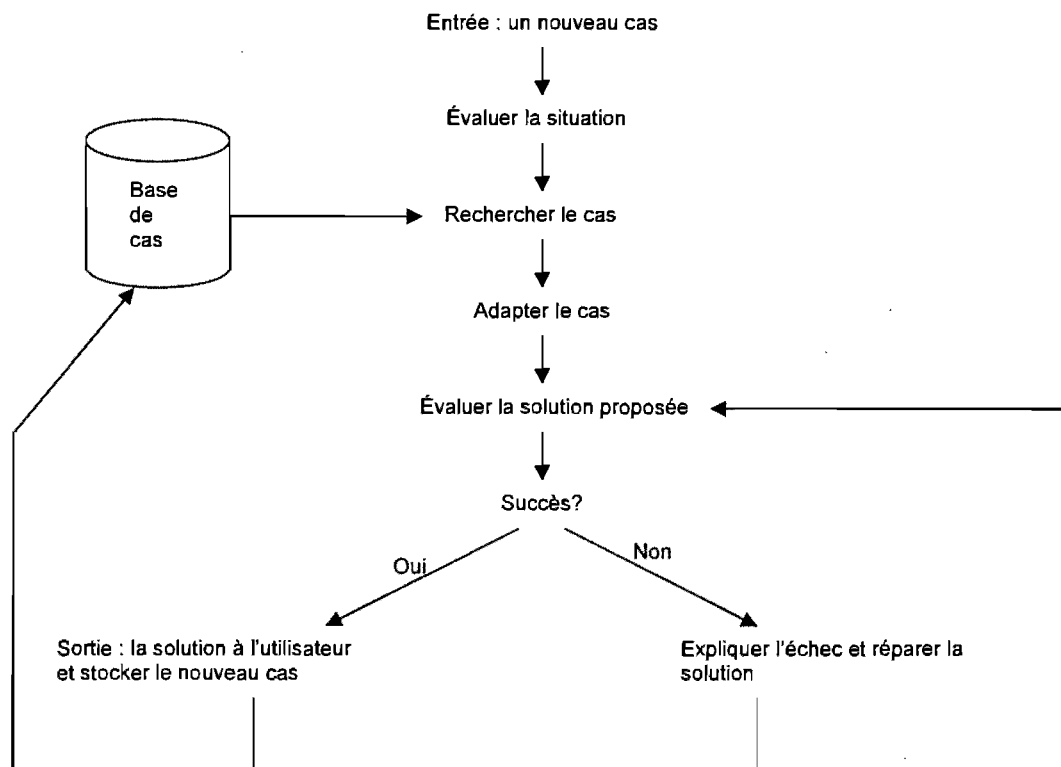 Entrée : un nouveau cas
Évaluer la situation
Base
de
cas
Rechercher le cas
Adapter le cas
Évaluer la solution proposée
Succès?
Oui
Non
Sortie : la solution à l'utilisateur
et stocker le nouveau cas
Expliquer l'échec et réparer la
solution